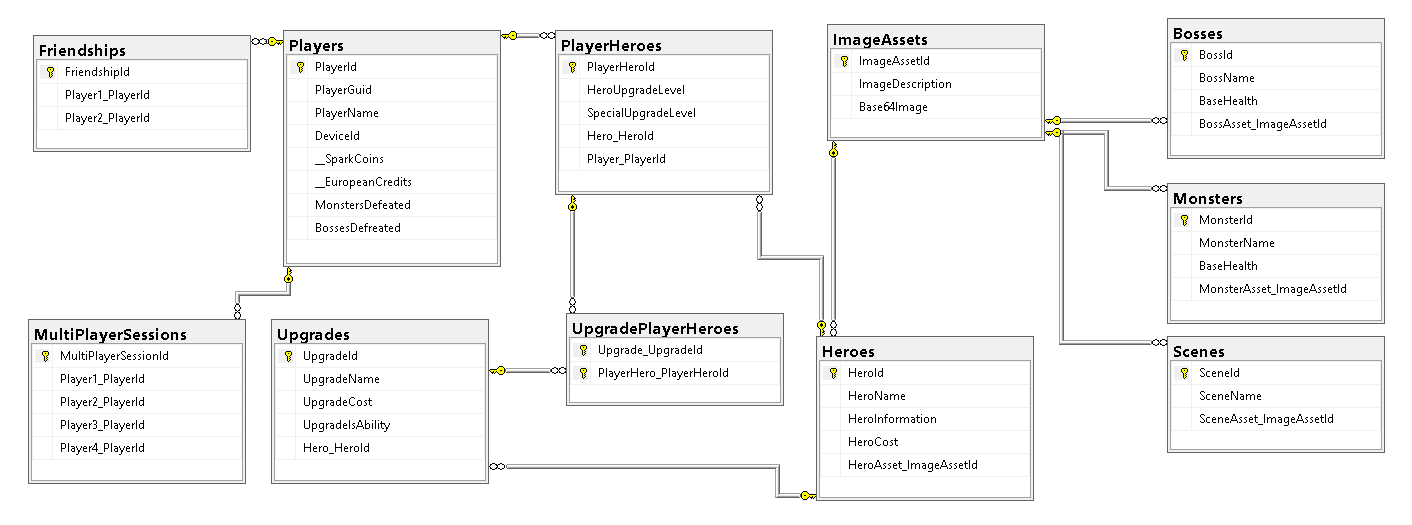 Friendships
FriendshipId
Player1_PlayerId
Player2_PlayerId
Players
PlayerId
PlayerGuid
PlayerName
DeviceId
__SparkCoins
__EuropeanCredits
MonstersDefeated
BossesDefreated
PlayerHeroes
PlayerHeroId
HeroUpgradeLevel
SpecialUpgradeLevel
Hero_HeroId
Player_PlayerId
ImageAssets
ImageAssetId
ImageDescription
Base64Image
Bosses
BossId
BossName
BaseHealth
BossAsset_ImageAssetId
Monsters
MonsterId
MonsterName
BaseHealth
MonsterAsset_ImageAssetId
MultiPlayerSessions
MultiPlayerSessionId
Player1_PlayerId
Player2_PlayerId
Player3_PlayerId
Player4_PlayerId
Upgrades
UpgradeId
UpgradeName
UpgradeCost
UpgradeIsAbility
Hero_HeroId
UpgradePlayerHeroes
Upgrade_UpgradeId
PlayerHero_PlayerHeroId
Heroes
HeroId
HeroName
HeroInformation
HeroCost
HeroAsset_ImageAssetId
Scenes
SceneId
SceneName
SceneAsset_ImageAssetId